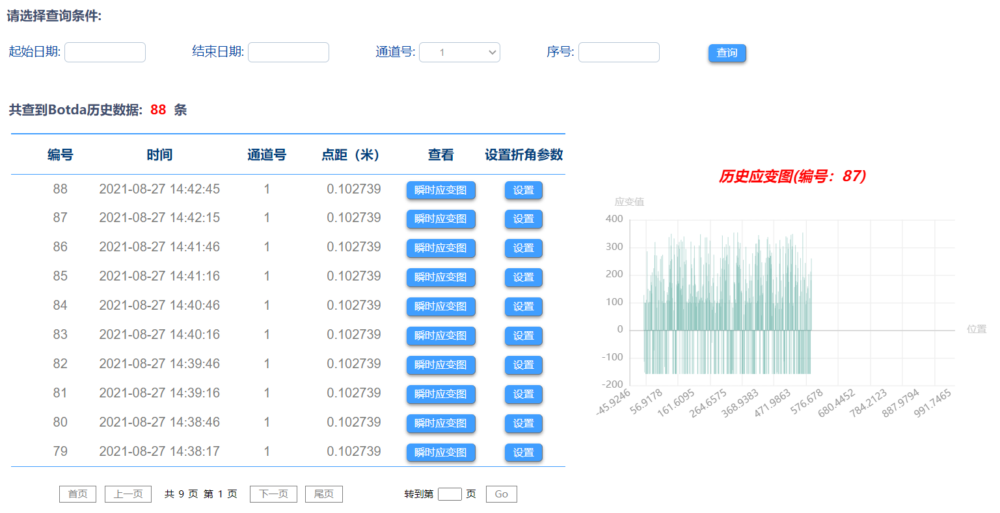 请选择查询条件:
起始日期: 结束日期: 通道号: 1 序号: 查询
共查到Botda历史数据: 88 条
编号 时间 通道号 点距（米） 查看 设置折角参数
88 2021-08-27 14:42:45 1 0.102739 瞬时应变图 设置
87 2021-08-27 14:42:15 1 0.102739 瞬时应变图 设置
86 2021-08-27 14:41:46 1 0.102739 瞬时应变图 设置
85 2021-08-27 14:41:16 1 0.102739 瞬时应变图 设置
84 2021-08-27 14:40:46 1 0.102739 瞬时应变图 设置
83 2021-08-27 14:40:16 1 0.102739 瞬时应变图 设置
82 2021-08-27 14:39:46 1 0.102739 瞬时应变图 设置
81 2021-08-27 14:39:16 1 0.102739 瞬时应变图 设置
80 2021-08-27 14:38:46 1 0.102739 瞬时应变图 设置
79 2021-08-27 14:38:17 1 0.102739 瞬时应变图 设置
首页 上一页 共 9 页 第 1 页 下一页 尾页 转到第 页 Go
历史应变图(编号：87)
应变值
400
300
200
100
0
-100
-200
位置
-45.9246 56.9178 161.6095 264.6575 368.9383 471.9863 576.678 680.4452 784.2123 887.9794 991.7465